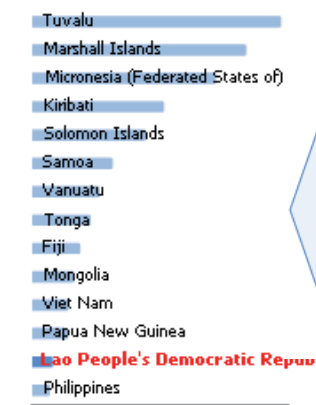 Tuvalu
Marshall Islands
Micronesia (Federated States of)
Kiribati
Solomon Islands
Samoa
Vanuatu
Tonga
Fiji
Mongolia
Viet Nam
Papua New Guinea
Lao People's Democratic Repub
Philippines